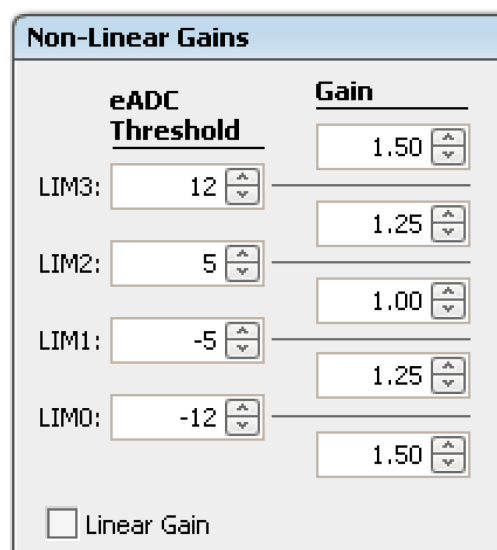 Non-Linear Gains
eADC
Threshold
Gain
1.50
LIM3: 12
1.25
LIM2: 5
1.00
LIM1: -5
1.25
LIM0: -12
1.50
Linear Gain